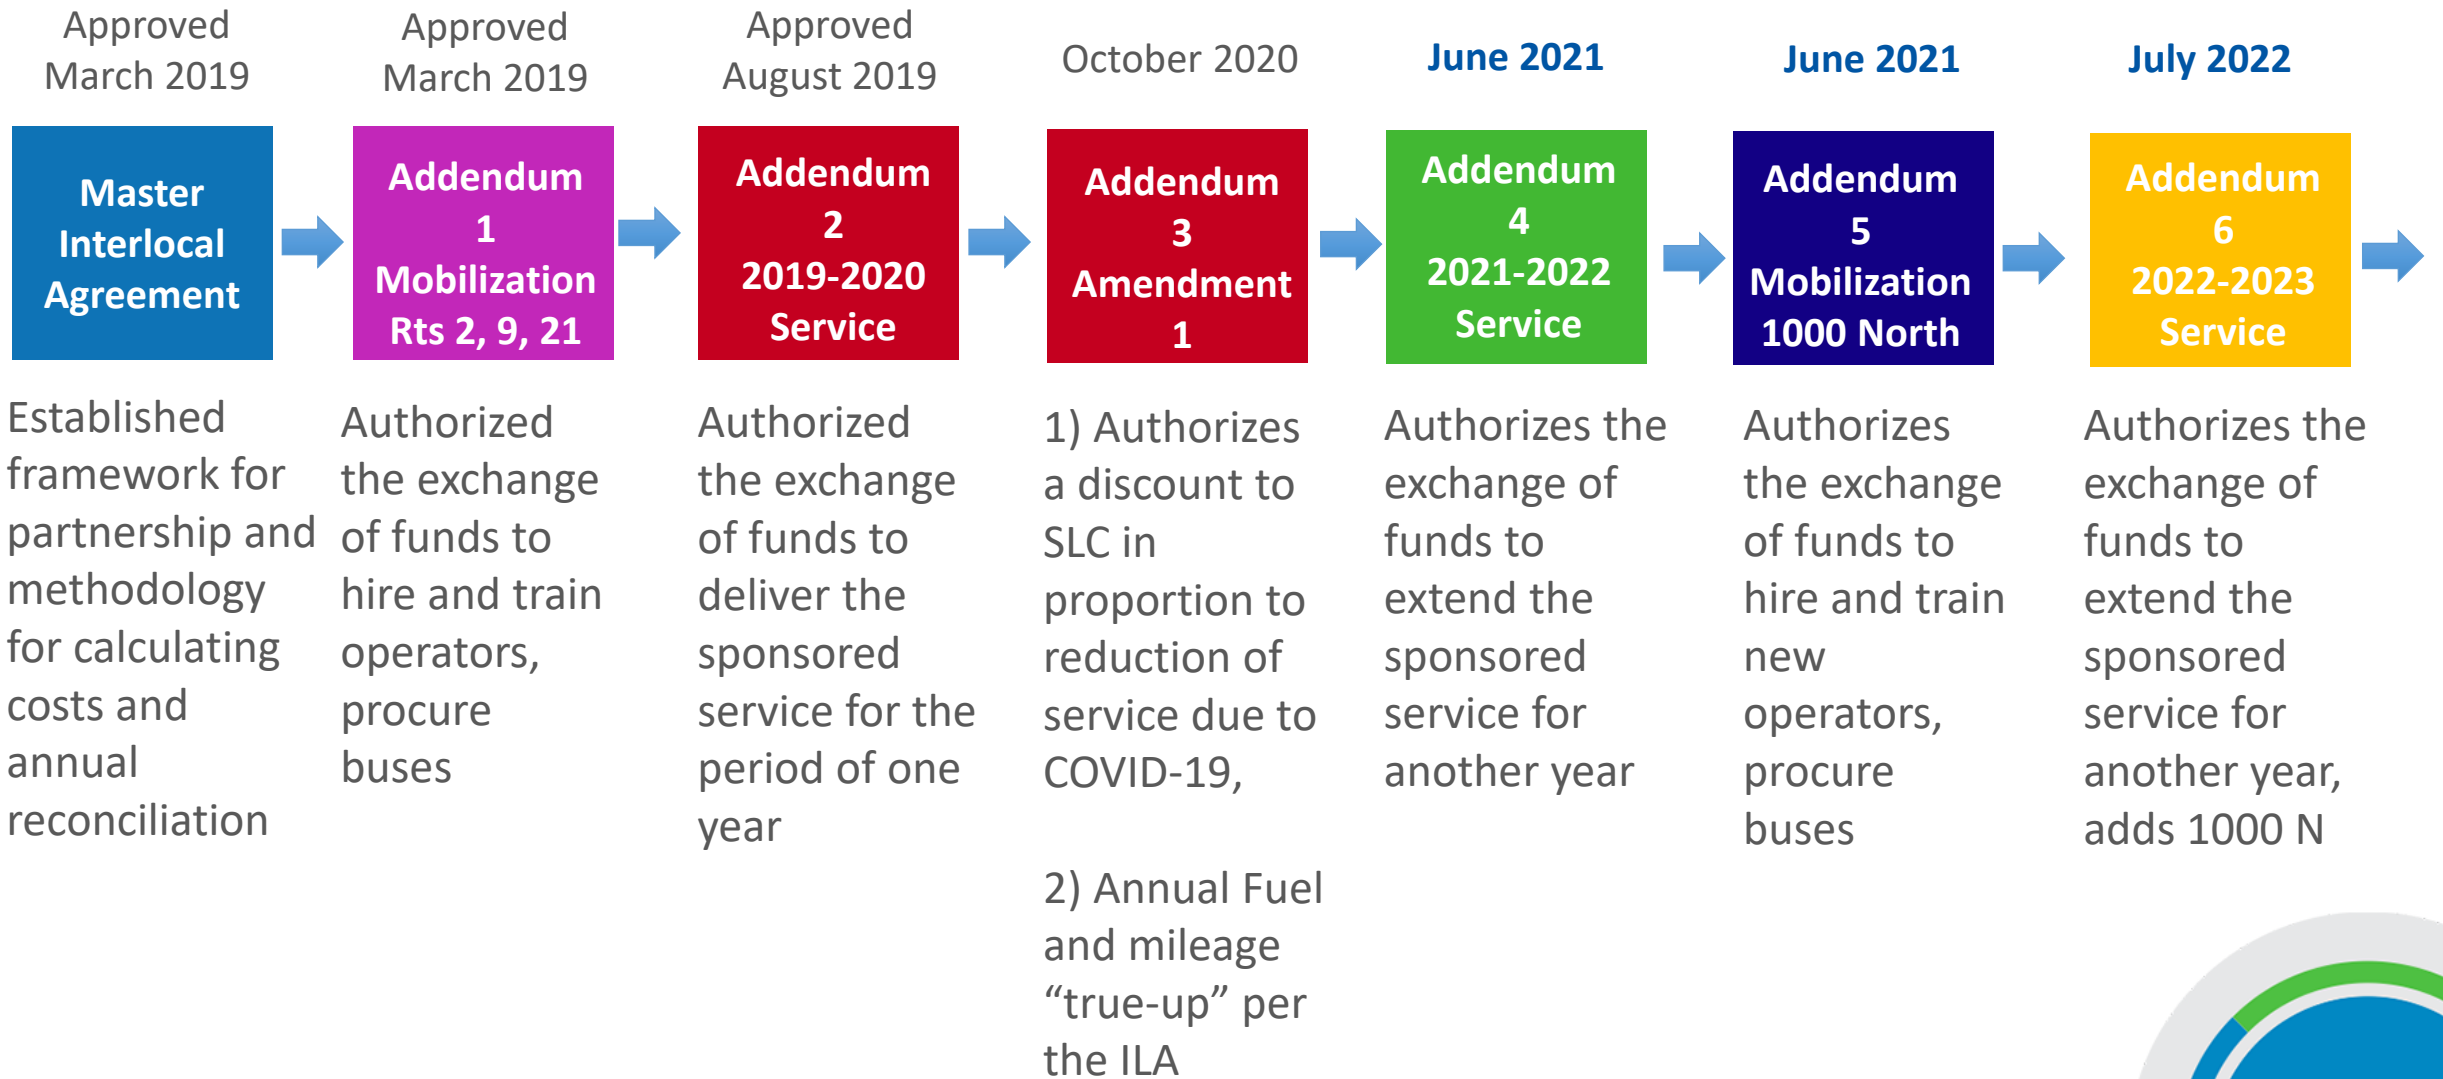 Approved
March 2019
Master
Interlocal
Agreement
Established
framework for
partnership and
methodology
for calculating
costs and
annual
reconciliation
Approved
March 2019
Addendum
1
Mobilization
Rts 2, 9, 21
Authorized
the exchange
of funds to
hire and train
operators,
procure
buses
Approved
August 2019
Addendum
2
2019-2020
Service
Authorized
the exchange
of funds to
deliver the
sponsored
service for the
period of one
year
October 2020
Addendum
3
Amendment
1
1) Authorizes
a discount to
SLC in
proportion to
reduction of
service due to
COVID-19,
2) Annual Fuel
and mileage
“true-up” per
the ILA
June 2021
Addendum
4
2021-2022
Service
Authorizes the
exchange of
funds to
extend the
sponsored
service for
another year
June 2021
Addendum
5
Mobilization
1000 North
Authorizes
the exchange
of funds to
hire and train
new
operators,
procure
buses
July 2022
Addendum
6
2022-2023
Service
Authorizes the
exchange of
funds to
extend the
sponsored
service for
another year,
adds 1000 N